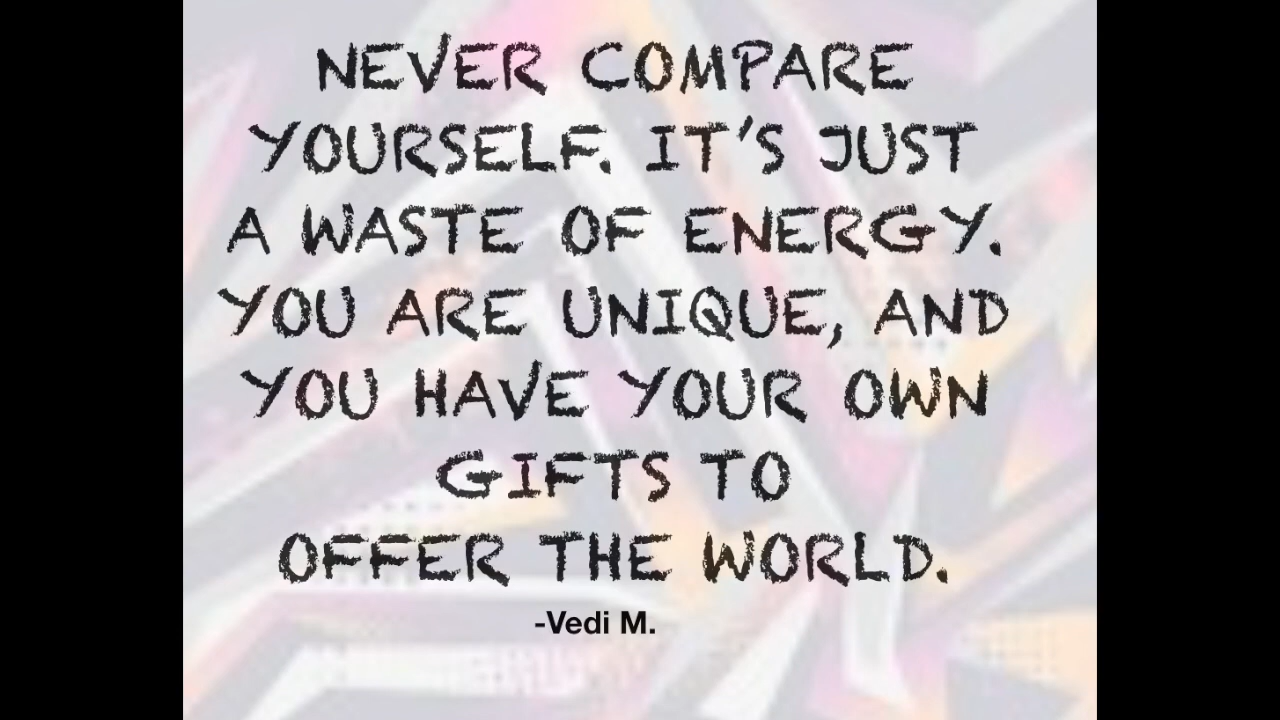 NEVER COMPARE
YOURSELF. IT'S JUST
A WASTE OF ENERGY.
YOU ARE UNIQUE, AND
YOU HAVE YOUR OWN
GIFTS TO
OFFER THE WORLD.
-Vedi M.